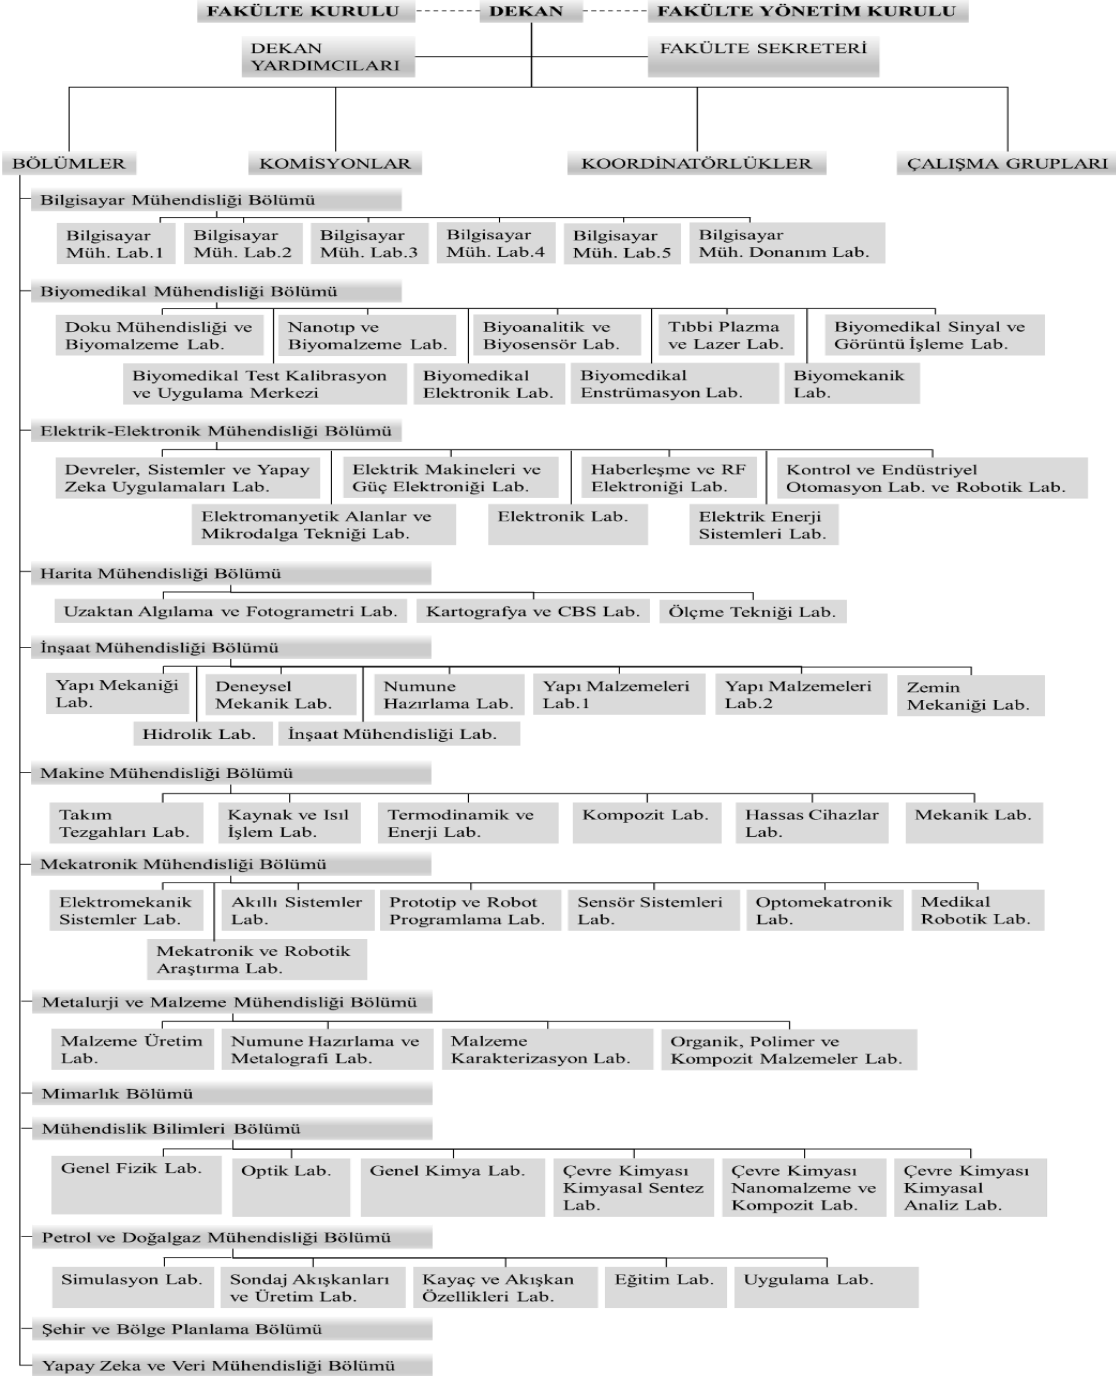 FAKÜLTE KURULU
DEKAN
FAKÜLTE YÖNETİM KURULU
DEKAN
YARDIMCILARI
FAKÜLTE SEKRETERİ
BÖLÜMLER
KOMİSYONLAR
KOORDİNATÖRLÜKLER
ÇALIŞMA GRUPLARI
Bilgisayar Mühendisliği Bölümü
Bilgisayar
Müh. Lab.1
Bilgisayar
Müh. Lab.2
Bilgisayar
Müh. Lab.3
Bilgisayar
Müh. Lab.4
Bilgisayar
Müh. Lab.5
Bilgisayar
Müh. Donanım Lab.
Biyomedikal Mühendisliği Bölümü
Doku Mühendisliği ve
Biyomalzeme Lab.
Nanotıp ve
Biyomalzeme Lab.
Biyoanalitik ve
Biyosensör Lab.
Tıbbi Plazma
ve Lazer Lab.
Biyomedikal Sinyal ve
Görüntü İşleme Lab.
Biyomedikal Test Kalibrasyon
ve Uygulama Merkezi
Biyomedikal
Elektronik Lab.
Biyomedikal
Enstrümasyon Lab.
Biyomekanik
Lab.
Elektrik-Elektronik Mühendisliği Bölümü
Devreler, Sistemler ve Yapay
Zeka Uygulamaları Lab.
Elektrik Makineleri ve
Güç Elektroniği Lab.
Haberleşme ve RF
Elektroniği Lab.
Kontrol ve Endüstriyel
Otomasyon Lab. ve Robotik Lab.
Elektromanyetik Alanlar ve
Mikrodalga Tekniği Lab.
Elektronik Lab.
Elektrik Enerji
Sistemleri Lab.
Harita Mühendisliği Bölümü
Uzaktan Algılama ve Fotogrametri Lab.
Kartografya ve CBS Lab.
Ölçme Tekniği Lab.
İnşaat Mühendisliği Bölümü
Yapı Mekaniği
Lab.
Deneysel
Mekanik Lab.
Numune
Hazırlama Lab.
Yapı Malzemeleri
Lab.1
Yapı Malzemeleri
Lab.2
Zemin
Mekaniği Lab.
Hidrolik Lab.
İnşaat Mühendisliği Lab.
Makine Mühendisliği Bölümü
Takım
Tezgahları Lab.
Kaynak ve Isıl
İşlem Lab.
Termodinamik ve
Enerji Lab.
Kompozit Lab.
Hassas Cihazlar
Lab.
Mekanik Lab.
Mekatronik Mühendisliği Bölümü
Elektromekanik
Sistemler Lab.
Akıllı Sistemler
Lab.
Prototip ve Robot
Programlama Lab.
Sensör Sistemleri
Lab.
Optomekatronik
Lab.
Medikal
Robotik Lab.
Mekatronik ve Robotik
Araştırma Lab.
Metalurji ve Malzeme Mühendisliği Bölümü
Malzeme Üretim
Lab.
Numune Hazırlama ve
Metalografi Lab.
Malzeme
Karakterizasyon Lab.
Organik, Polimer ve
Kompozit Malzemeler Lab.
Mimarlık Bölümü
Mühendislik Bilimleri Bölümü
Genel Fizik Lab.
Optik Lab.
Genel Kimya Lab.
Çevre Kimyası
Kimyasal Sentez
Lab.
Çevre Kimyası
Nanomalzeme ve
Kompozit Lab.
Çevre Kimyası
Kimyasal
Analiz Lab.
Petrol ve Doğalgaz Mühendisliği Bölümü
Simulasyon Lab.
Sondaj Akışkanları
ve Üretim Lab.
Kayaç ve Akışkan
Özellikleri Lab.
Eğitim Lab.
Uygulama Lab.
Şehir ve Bölge Planlama Bölümü
Yapay Zeka ve Veri Mühendisliği Bölümü